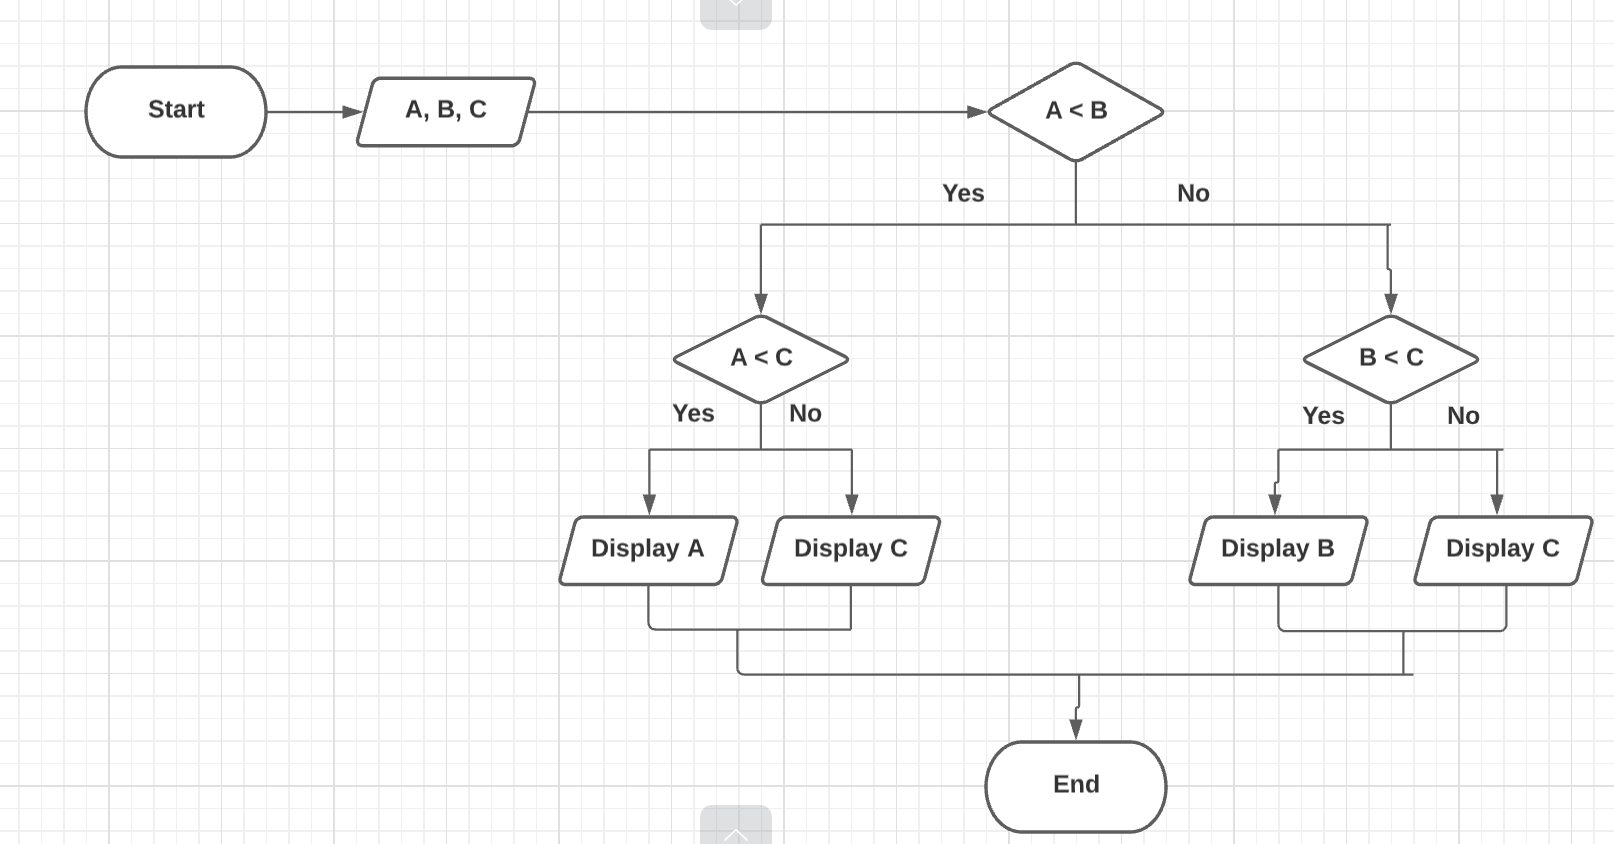 Start
A, B, C
A < B
Yes
No
A < C
B < C
Yes
No
Yes
No
Display A
Display C
Display B
Display C
End